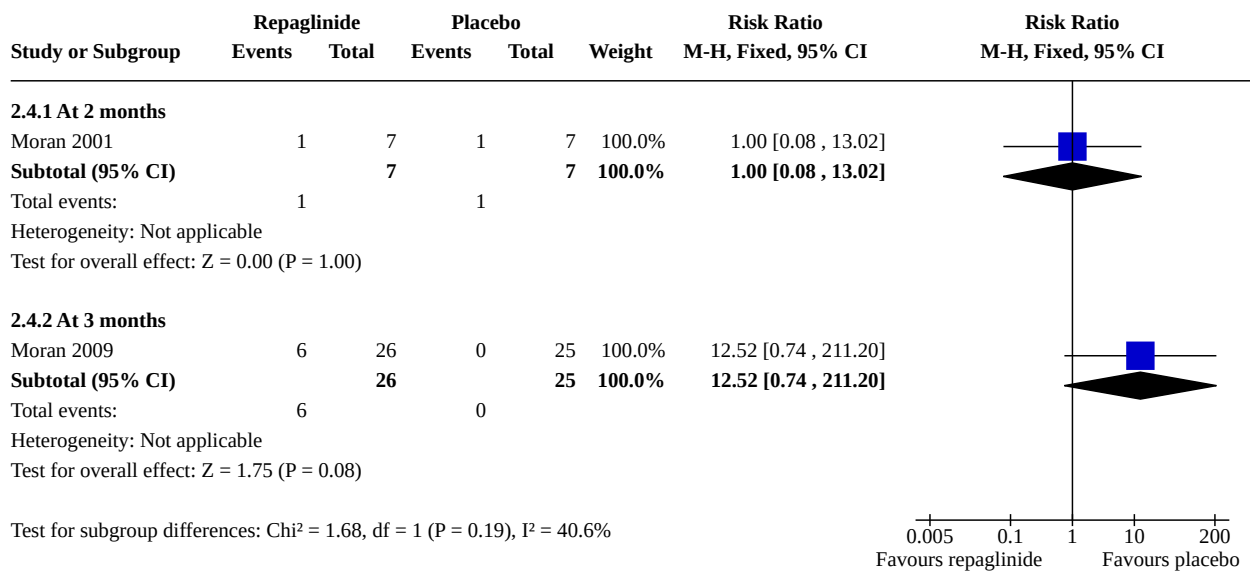 Repaglinide Placebo Risk Ratio Risk Ratio
Study or Subgroup Events Total Events Total Weight M-H, Fixed, 95% CI M-H, Fixed, 95% CI
2.4.1 At 2 months
Moran 2001 1 7 1 7 100.0% 1.00 [0.08 , 13.02]
Subtotal (95% CI) 7 7 100.0% 1.00 [0.08 , 13.02]
Total events: 1 1
Heterogeneity: Not applicable
Test for overall effect: Z = 0.00 (P = 1.00)
2.4.2 At 3 months
Moran 2009 6 26 0 25 100.0% 12.52 [0.74 , 211.20]
Subtotal (95% CI) 26 25 100.0% 12.52 [0.74 , 211.20]
Total events: 6 0
Heterogeneity: Not applicable
Test for overall effect: Z = 1.75 (P = 0.08)
Test for subgroup differences: Chi² = 1.68, df = 1 (P = 0.19), I² = 40.6%
0.005 0.1 1 10 200
Favours repaglinide Favours placebo